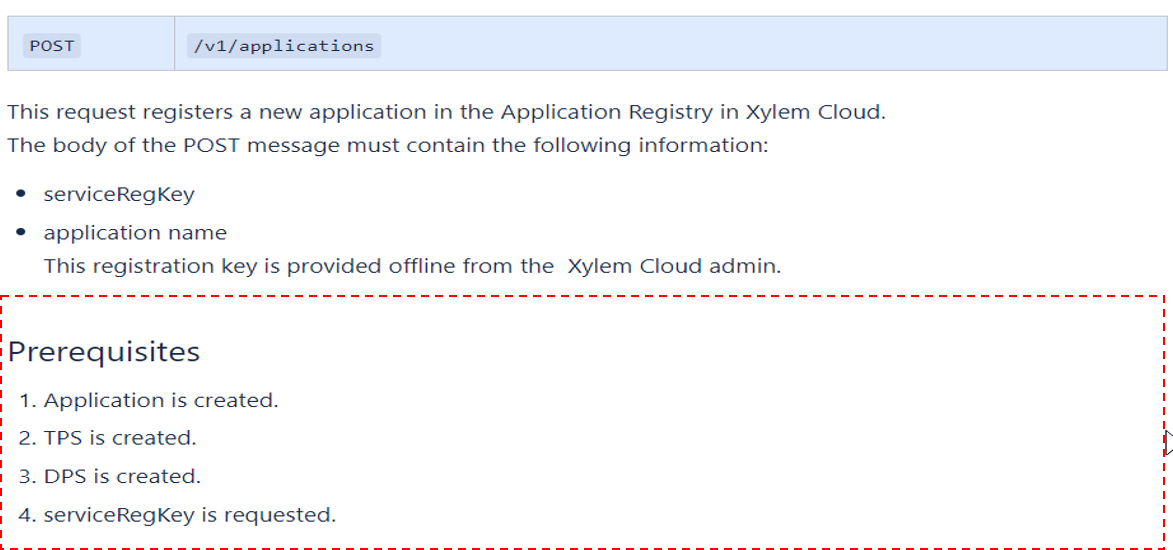 POST /v1/applications
This request registers a new application in the Application Registry in Xylem Cloud.
The body of the POST message must contain the following information:
• serviceRegKey
• application name
This registration key is provided offline from the  Xylem Cloud admin.
Prerequisites
1. Application is created.
2. TPS is created.
3. DPS is created.
4. serviceRegKey is requested.